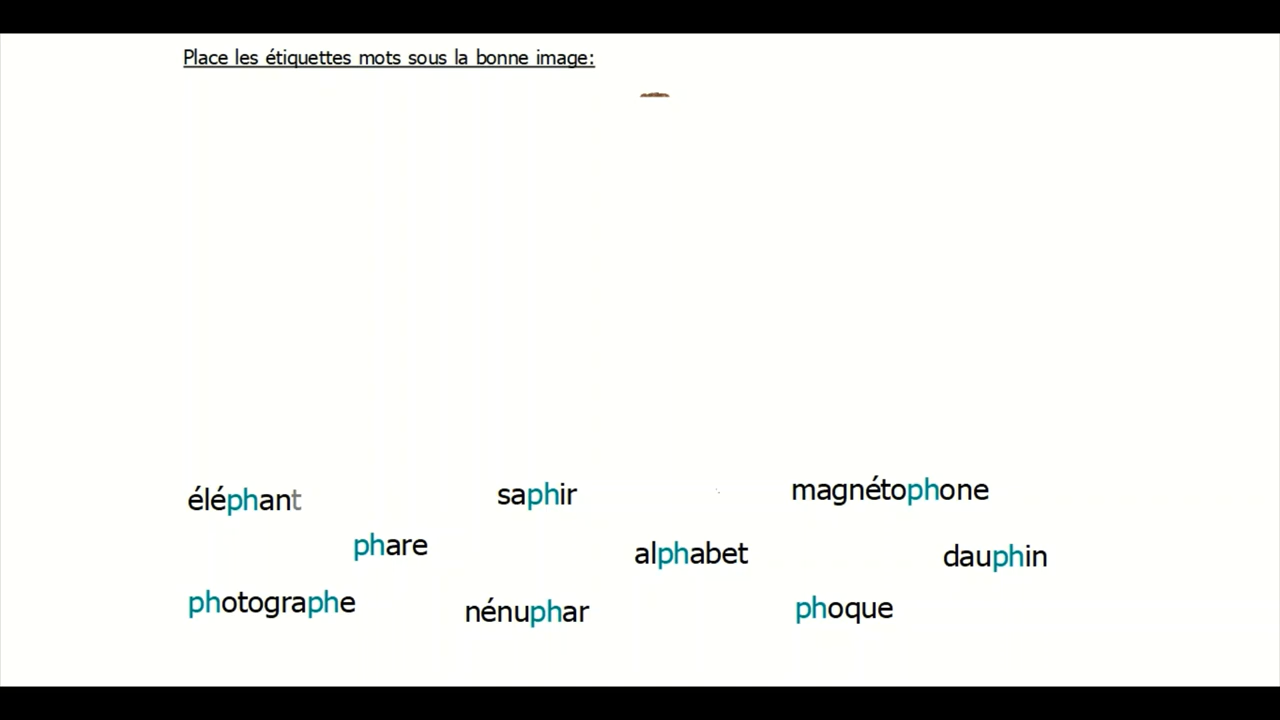 Place les étiquettes mots sous la bonne image:
éléphant saphir magnétophone
phare alphabet dauphin
photographe nénuphar phoque